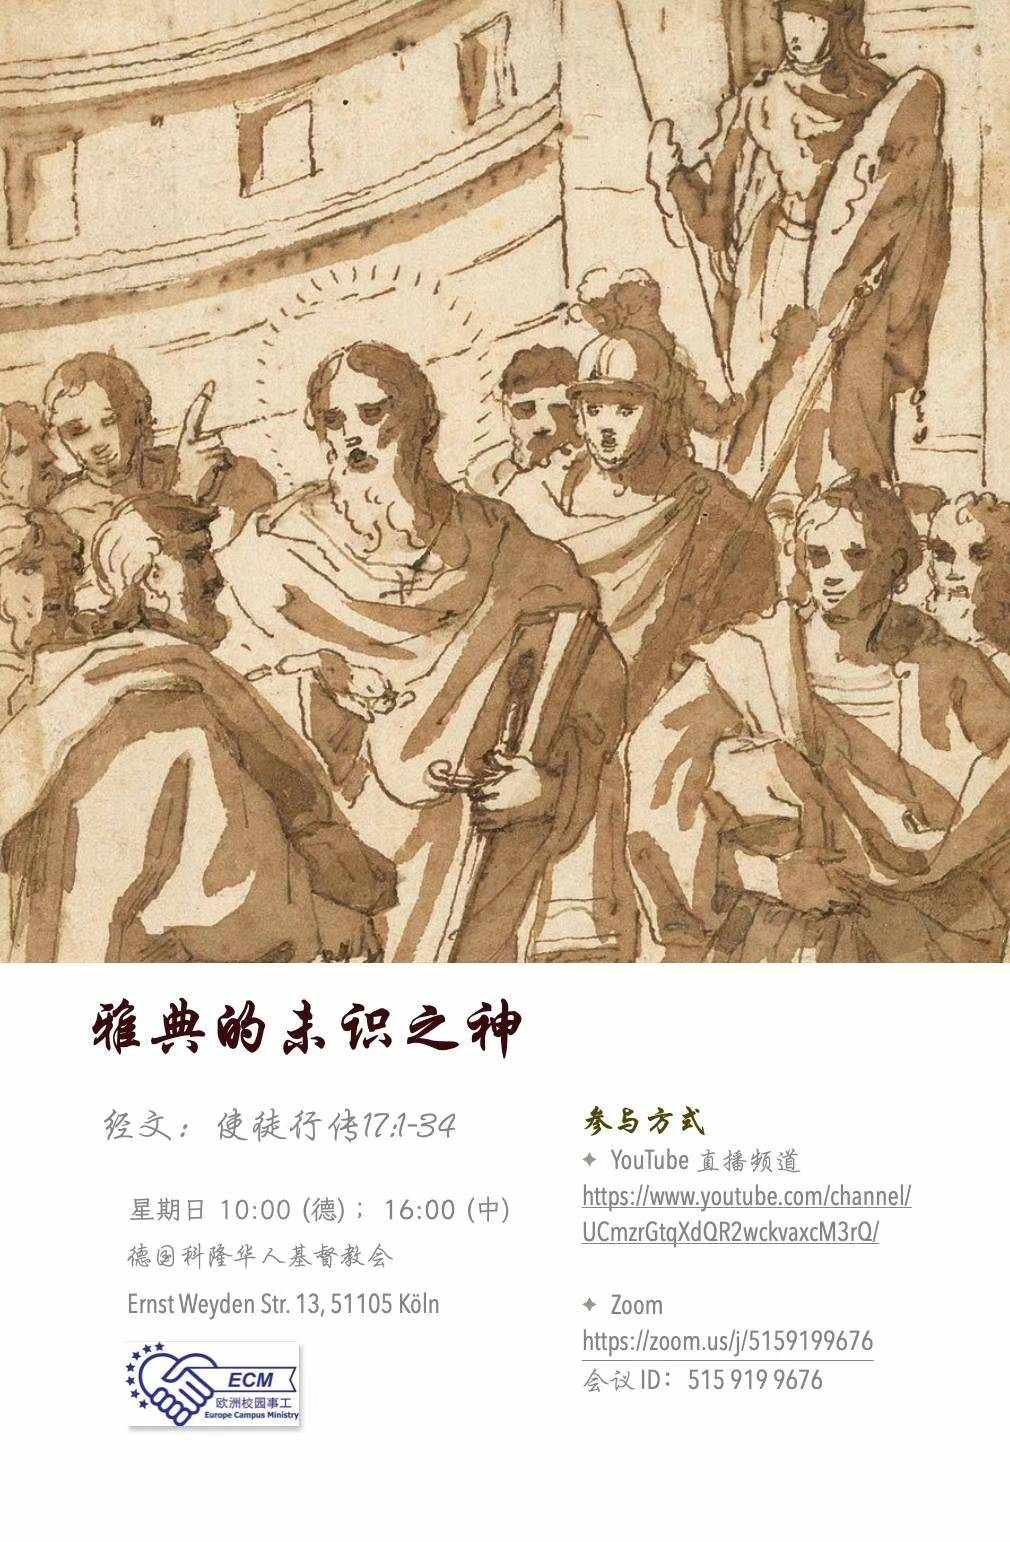 雅典的未识之神
经文：使徒行传17:1-34
星期日 10:00 (德)； 16:00 (中)
德国科隆华人基督教会
Ernst Weyden Str. 13, 51105 Köln
ECM
欧洲校园事工
Europe Campus Ministry
参与方式
✦ YouTube 直播频道
https://www.youtube.com/channel/
UCmzrGtqXdQR2wckvaxcM3rQ/
✦ Zoom
https://zoom.us/j/5159199676
会议 ID： 515 919 9676